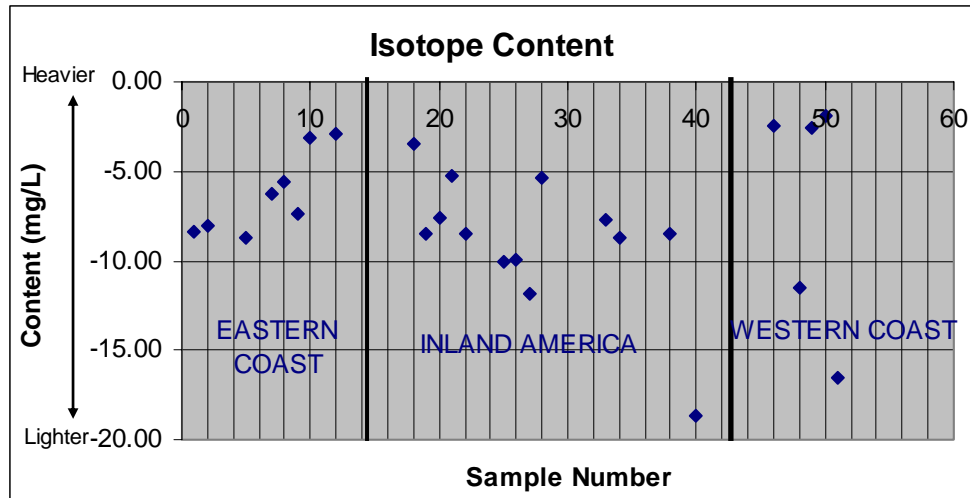 Isotope Content
Heavier
0.00
0 10 20 30 40 50 60
-5.00
-10.00
Content (mg/L)
EASTERN
COAST
INLAND AMERICA
WESTERN COAST
-15.00
Lighter
-20.00
Sample Number